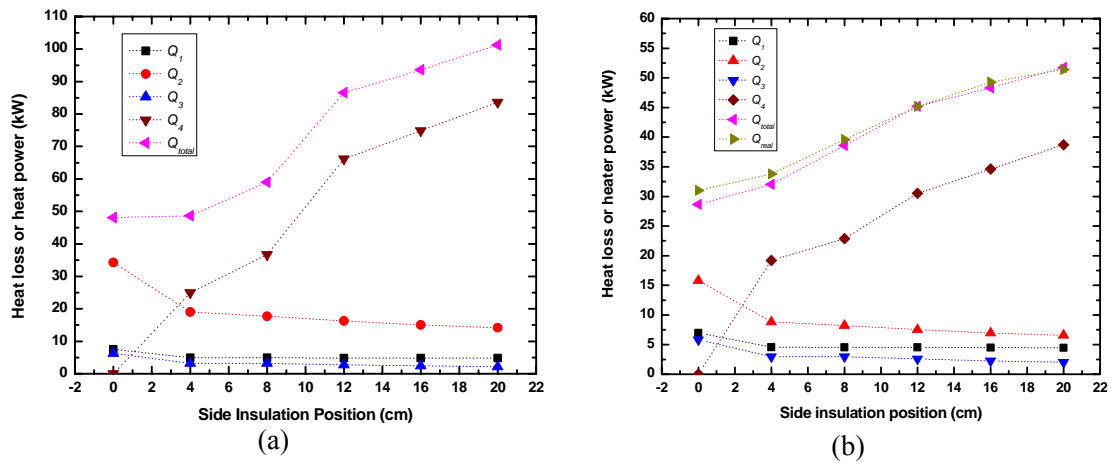 110
100
90
80
70
60
50
40
30
20
10
0
-2 0 2 4 6 8 10 12 14 16 18 20 22
Heat loss or heat power (kW)
Side Insulation Position (cm)
Q1
Q2
Q3
Q4
Qtotal
(a)
60
55
50
45
40
35
30
25
20
15
10
5
0
-2 0 2 4 6 8 10 12 14 16 18 20 22
Heat loss or heater power (kW)
Side insulation position (cm)
Q1
Q2
Q3
Q4
Qtotal
Qreal
(b)